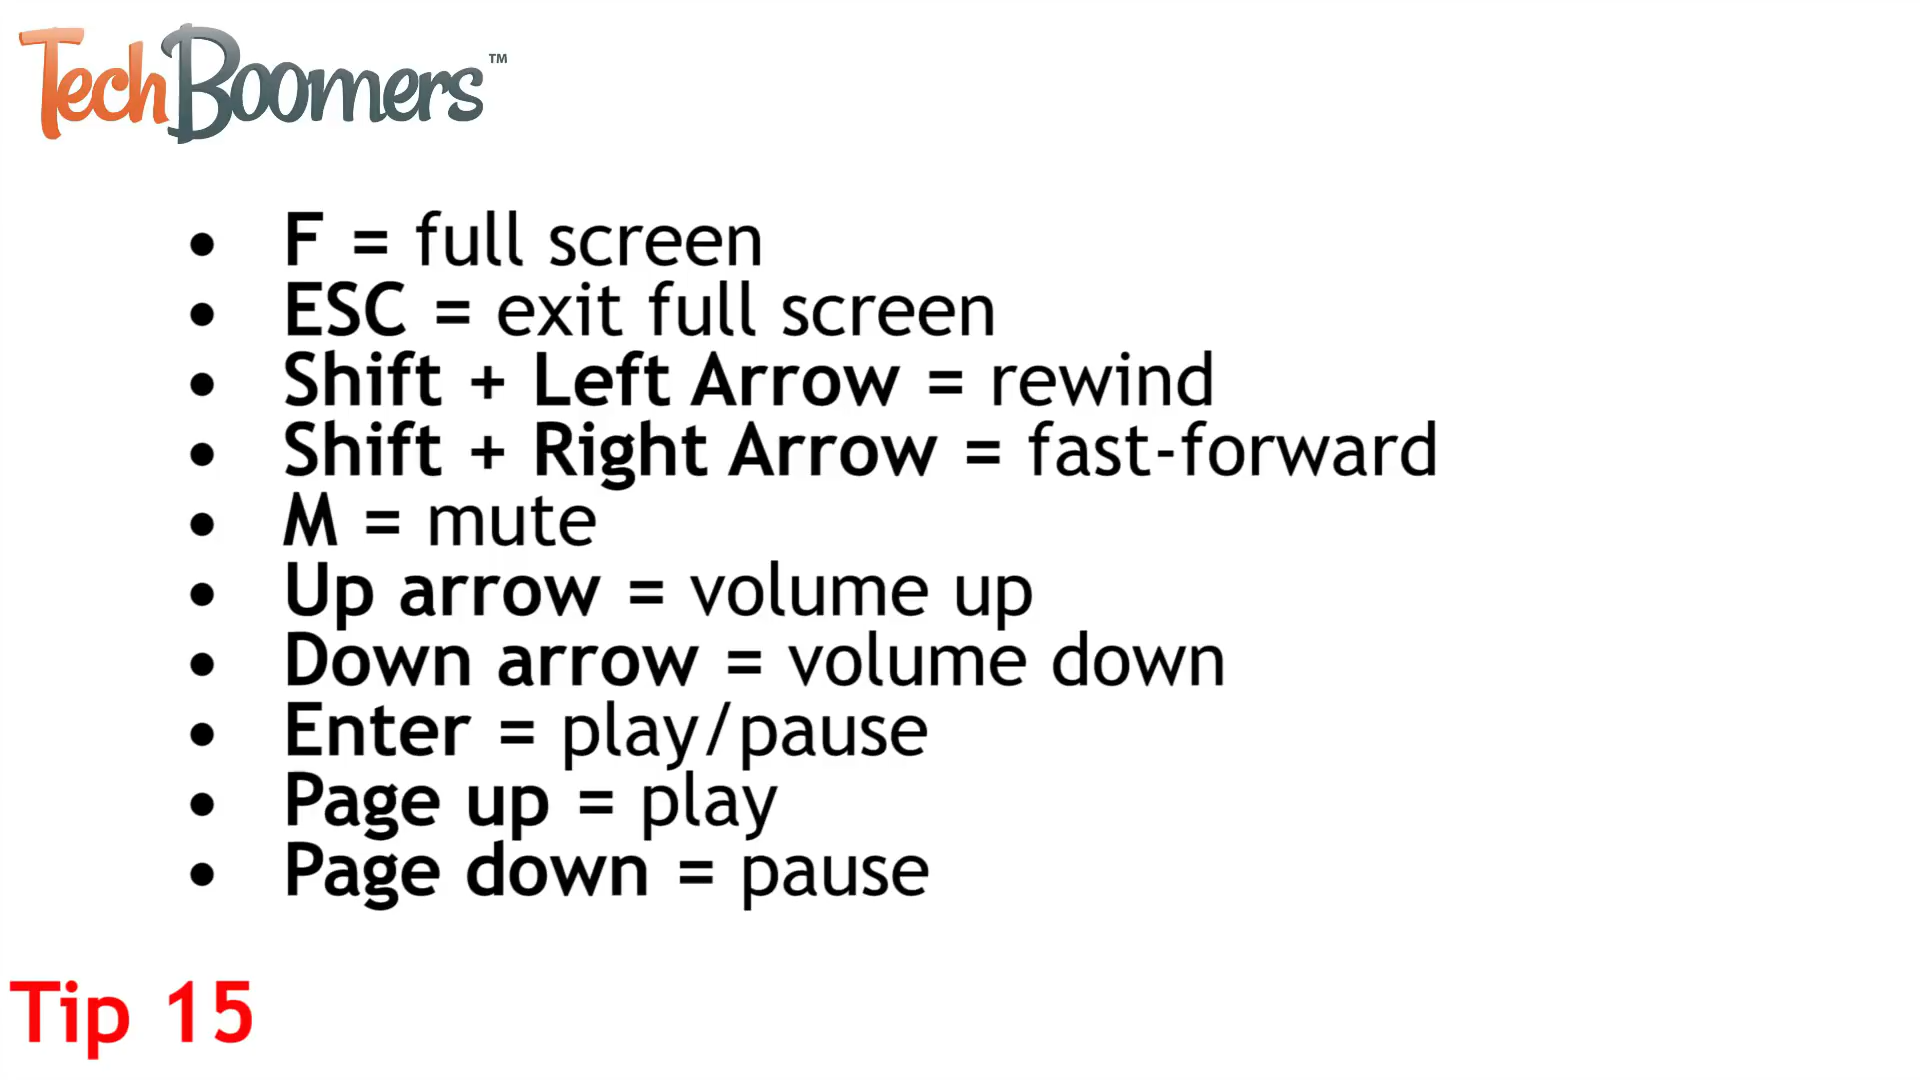 TechBoomers™
• F = full screen
• ESC = exit full screen
• Shift + Left Arrow = rewind
• Shift + Right Arrow = fast-forward
• M = mute
• Up arrow = volume up
• Down arrow = volume down
• Enter = play/pause
• Page up = play
• Page down = pause
Tip 15